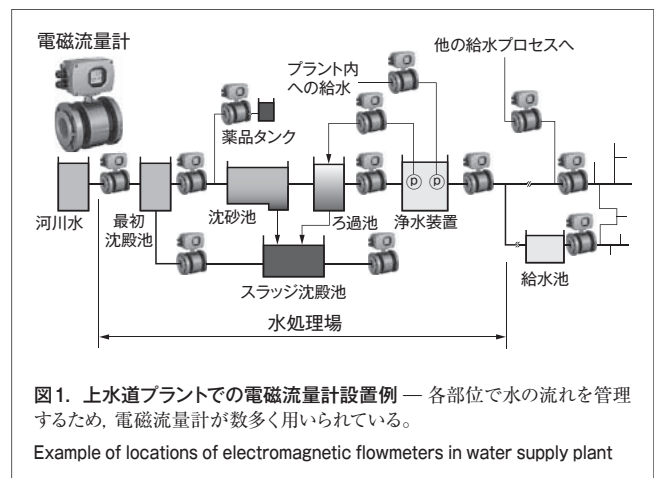 電磁流量計
他の給水プロセスへ
プラント内
への給水
薬品タンク
P
P
河川水
最初
沈殿池
沈砂池
ろ過池
浄水装置
スラッジ沈殿池
給水池
水処理場
図1. 上水道プラントでの電磁流量計設置例 — 各部位で水の流れを管理
するため, 電磁流量計が数多く用いられている。
Example of locations of electromagnetic flowmeters in water supply plant